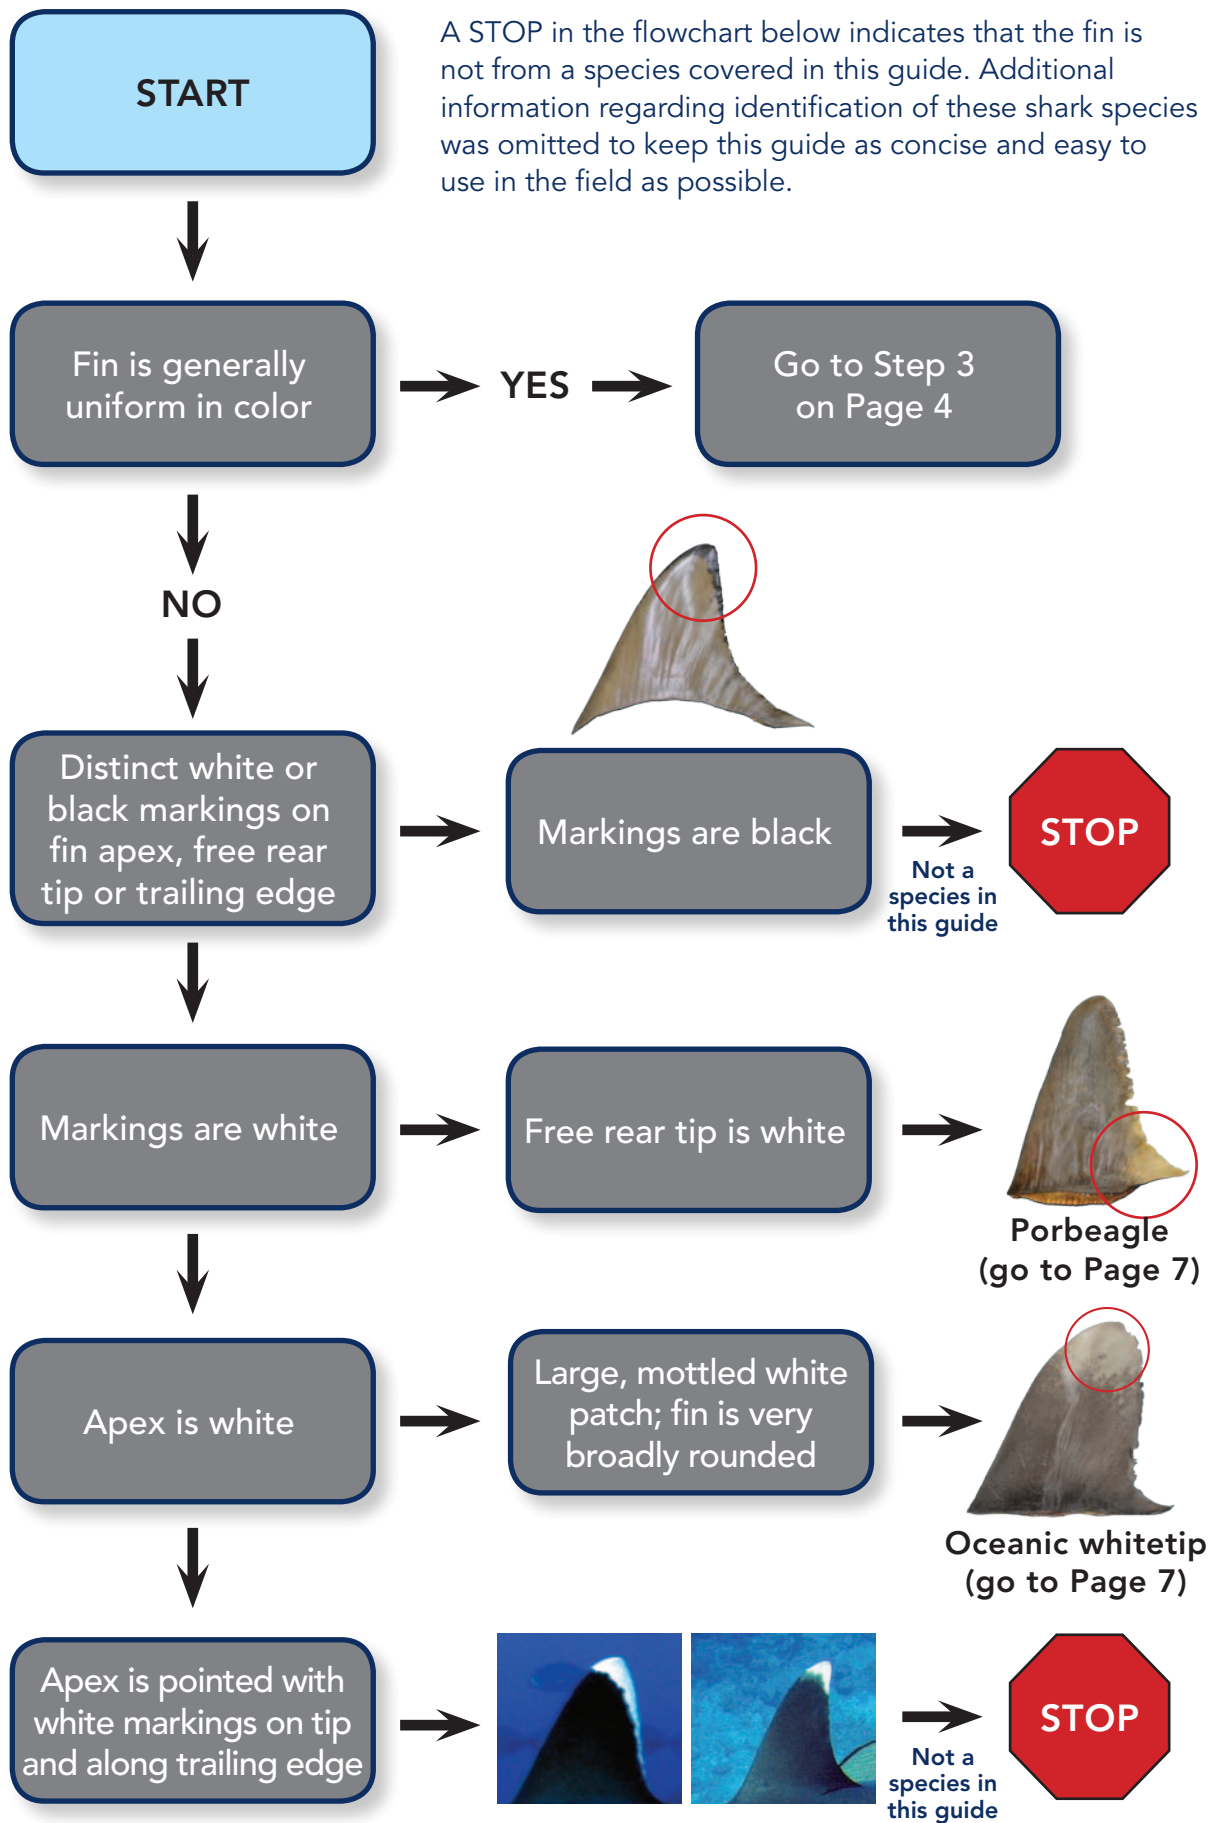 START
A STOP in the flowchart below indicates that the fin is
not from a species covered in this guide. Additional
information regarding identification of these shark species
was omitted to keep this guide as concise and easy to
use in the field as possible.
Fin is generally
uniform in color
YES
Go to Step 3
on Page 4
NO
Distinct white or
black markings on
fin apex, free rear
tip or trailing edge
Markings are black
Not a
species in
this guide
STOP
Markings are white
Free rear tip is white
Porbeagle
(go to Page 7)
Apex is white
Large, mottled white
patch; fin is very
broadly rounded
Oceanic whitetip
(go to Page 7)
Apex is pointed with
white markings on tip
and along trailing edge
Not a
species in
this guide
STOP